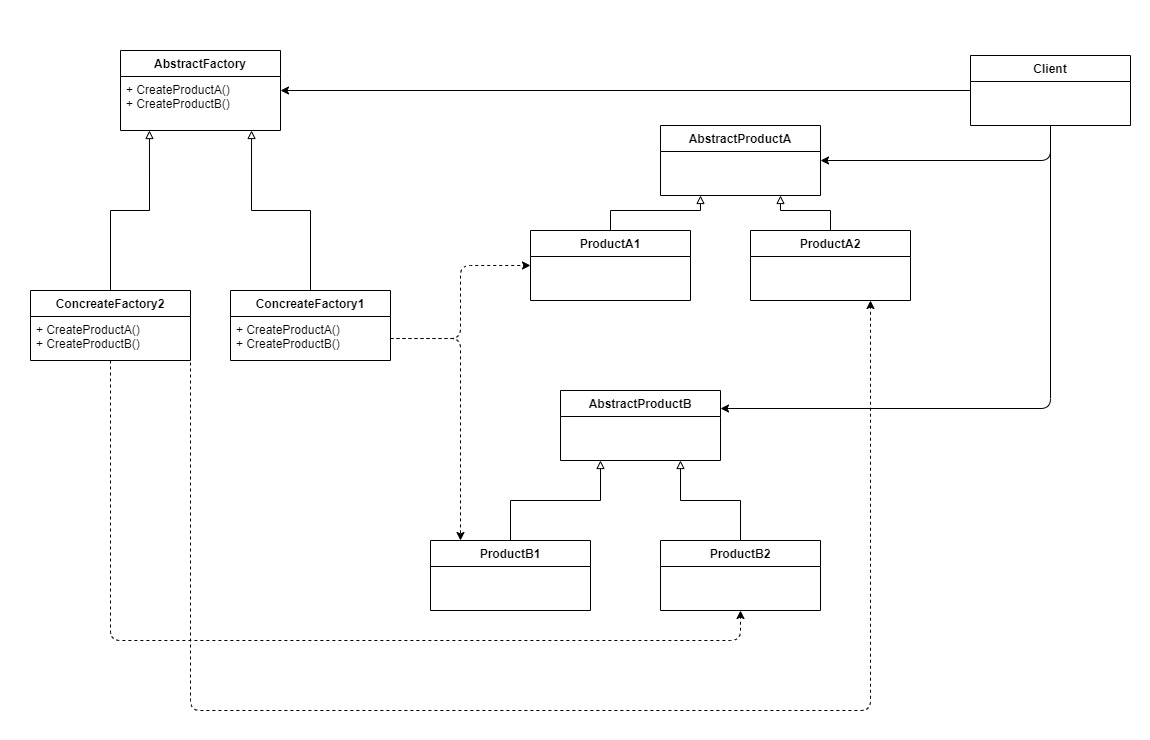 AbstractFactory
+ CreateProductA()
+ CreateProductB()
Client
AbstractProductA
ProductA1
ProductA2
ConcreateFactory2
+ CreateProductA()
+ CreateProductB()
ConcreateFactory1
+ CreateProductA()
+ CreateProductB()
AbstractProductB
ProductB1
ProductB2